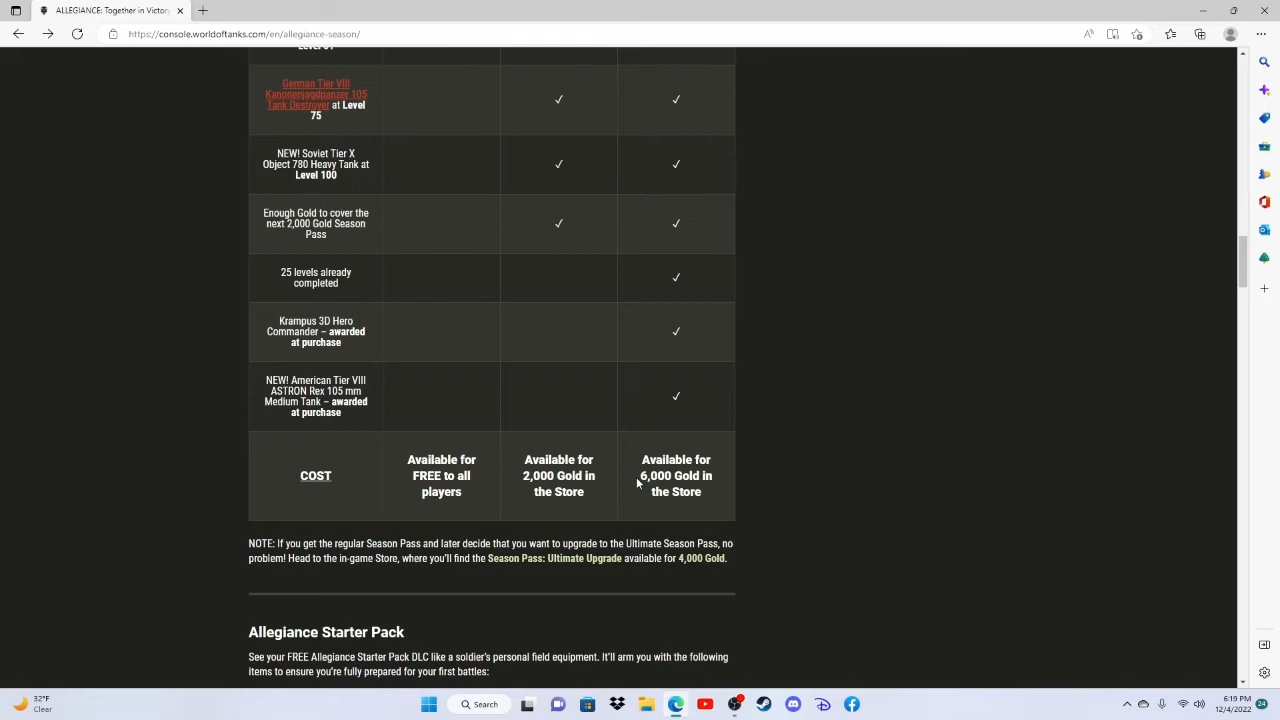 ALLEGIANCE: Together in Victory
https://console.worldoftanks.com/en/allegiance-season/
German Tier VIII
Kanonenjagdpanzer 105
Tank Destroyer at Level
75
✓ ✓
NEW! Soviet Tier X
Object 780 Heavy Tank at
Level 100
✓ ✓
Enough Gold to cover the
next 2,000 Gold Season
Pass
✓ ✓
25 levels already
completed
✓
Krampus 3D Hero
Commander – awarded
at purchase
✓
NEW! American Tier VIII
ASTRON Rex 105 mm
Medium Tank – awarded
at purchase
✓
COST
Available for
FREE to all
players
Available for
2,000 Gold in
the Store
Available for
6,000 Gold in
the Store
NOTE: If you get the regular Season Pass and later decide that you want to upgrade to the Ultimate Season Pass, no
problem! Head to the in-game Store, where you'll find the Season Pass: Ultimate Upgrade available for 4,000 Gold.
Allegiance Starter Pack
See your FREE Allegiance Starter Pack DLC like a soldier's personal field equipment. It'll arm you with the following
items to ensure you're fully prepared for your first battles:
32°F
Clear
Search
6:19 PM
12/4/2022
24